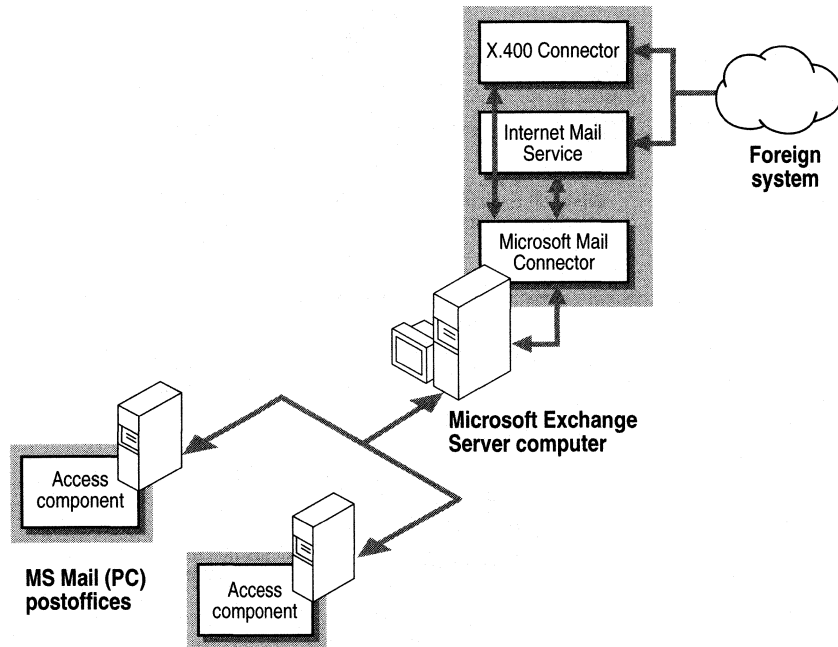 X.400 Connector
Internet Mail
Service
Foreign
system
Microsoft Mail
Connector
Microsoft Exchange
Server computer
Access
component
MS Mail (PC)
postoffices
Access
component